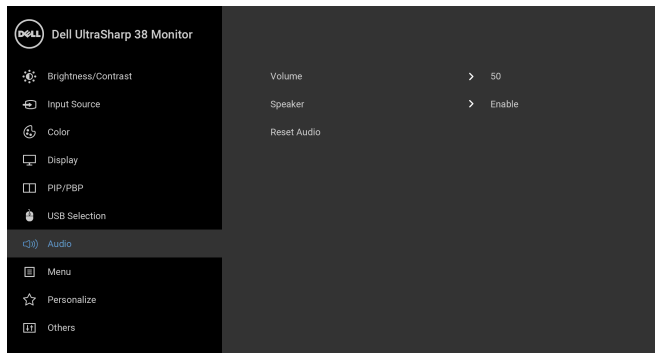 DELL Dell UltraSharp 38 Monitor
Brightness/Contrast
Volume 50
Input Source
Speaker Enable
Color
Reset Audio
Display
PIP/PBP
USB Selection
Audio
Menu
Personalize
Others